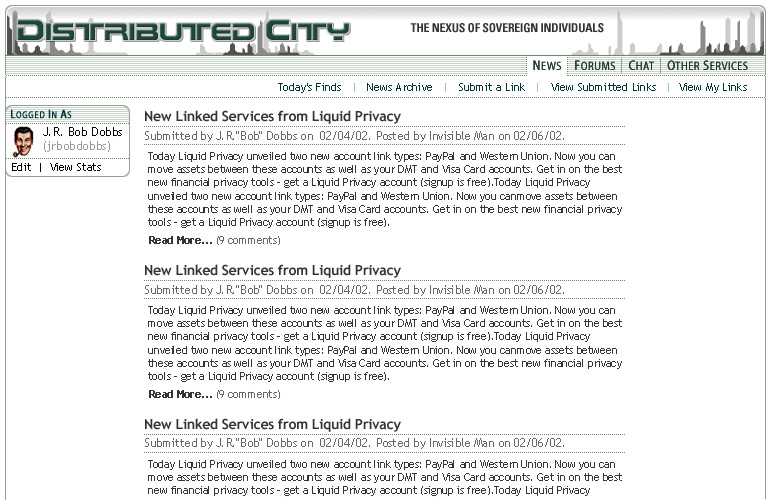 DISTRIBUTED CITY
THE NEXUS OF SOVEREIGN INDIVIDUALS
NEWS FORUMS CHAT OTHER SERVICES
Today's Finds | News Archive | Submit a Link | View Submitted Links | View My Links
LOGGED IN AS
J.R. Bob Dobbs
(jrbobdobbs)
Edit | View Stats
New Linked Services from Liquid Privacy
Submitted by J.R."Bob" Dobbs on 02/04/02. Posted by Invisible Man on 02/06/02.
Today Liquid Privacy unveiled two new account link types: PayPal and Western Union. Now you can
move assets between these accounts as well as your DMT and Visa Card accounts. Get in on the best
new financial privacy tools - get a Liquid Privacy account (signup is free).Today Liquid Privacy
unveiled two new account link types: PayPal and Western Union. Now you canmove assets between
these accounts as well as your DMT and Visa Card accounts. Get in on the best new financial privacy
tools - get a Liquid Privacy account (signup is free).
Read More... (9 comments)
New Linked Services from Liquid Privacy
Submitted by J.R."Bob" Dobbs on 02/04/02. Posted by Invisible Man on 02/06/02.
Today Liquid Privacy unveiled two new account link types: PayPal and Western Union. Now you can
move assets between these accounts as well as your DMT and Visa Card accounts. Get in on the best
new financial privacy tools - get a Liquid Privacy account (signup is free).Today Liquid Privacy
unveiled two new account link types: PayPal and Western Union. Now you canmove assets between
these accounts as well as your DMT and Visa Card accounts. Get in on the best new financial privacy
tools - get a Liquid Privacy account (signup is free).
Read More... (9 comments)
New Linked Services from Liquid Privacy
Submitted by J.R."Bob" Dobbs on 02/04/02. Posted by Invisible Man on 02/06/02.
Today Liquid Privacy unveiled two new account link types: PayPal and Western Union. Now you can
move assets between these accounts as well as your DMT and Visa Card accounts. Get in on the best
new financial privacy tools - get a Liquid Privacy account (signup is free).Today Liquid Privacy